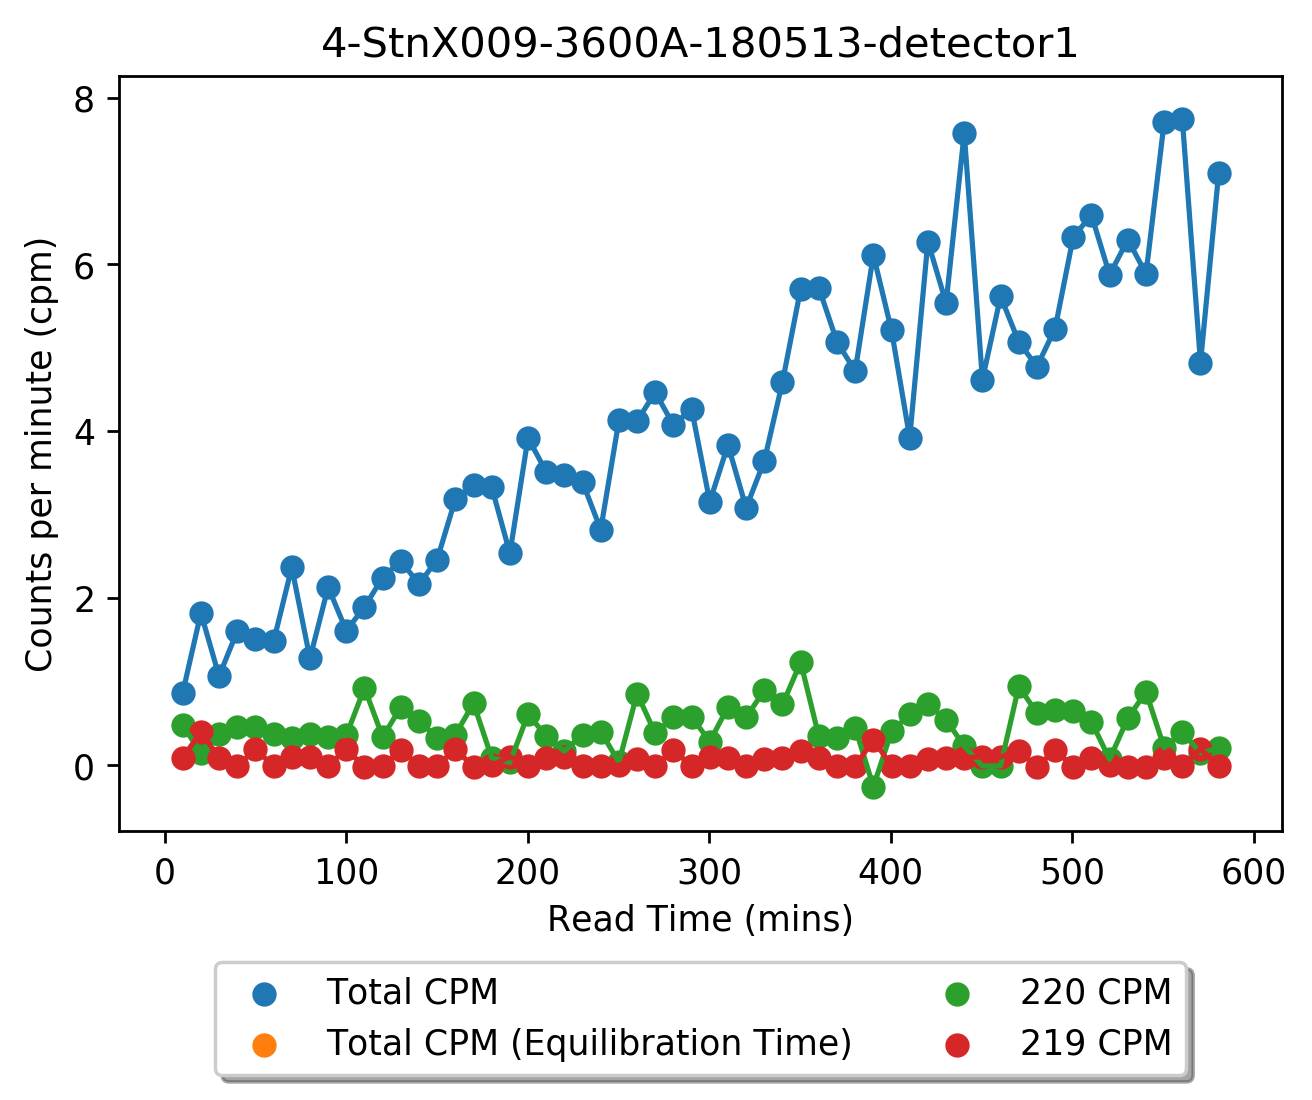 4-StnX009-3600A-180513-detector1
8
6
4
2
0
Counts per minute (cpm)
0 100 200 300 400 500 600
Read Time (mins)
Total CPM 220 CPM
Total CPM (Equilibration Time) 219 CPM